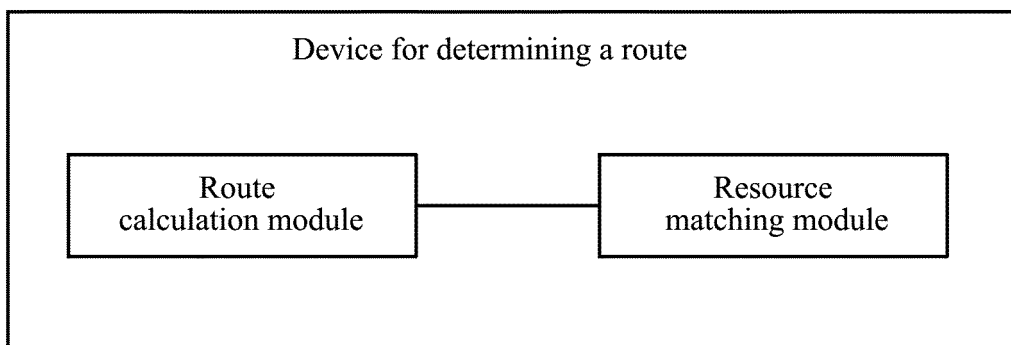 Device for determining a route
Route
calculation module
Resource
matching module